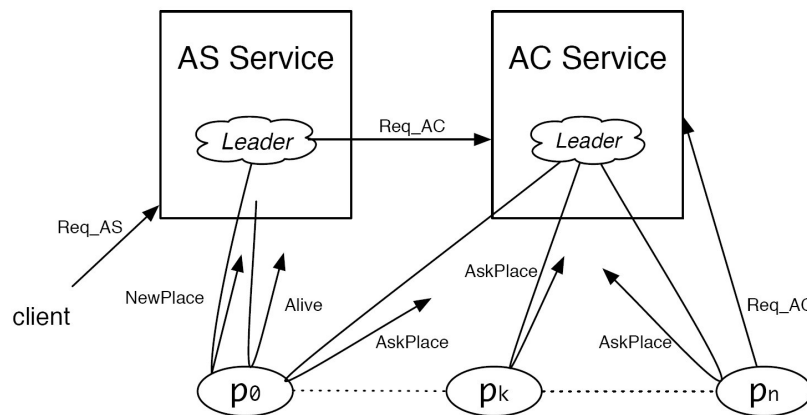 AS Service
AC Service
Leader
Req_AC
Leader
Req_AS
client
NewPlace
Alive
AskPlace
AskPlace
AskPlace
Req_AC
p0
pk
pn